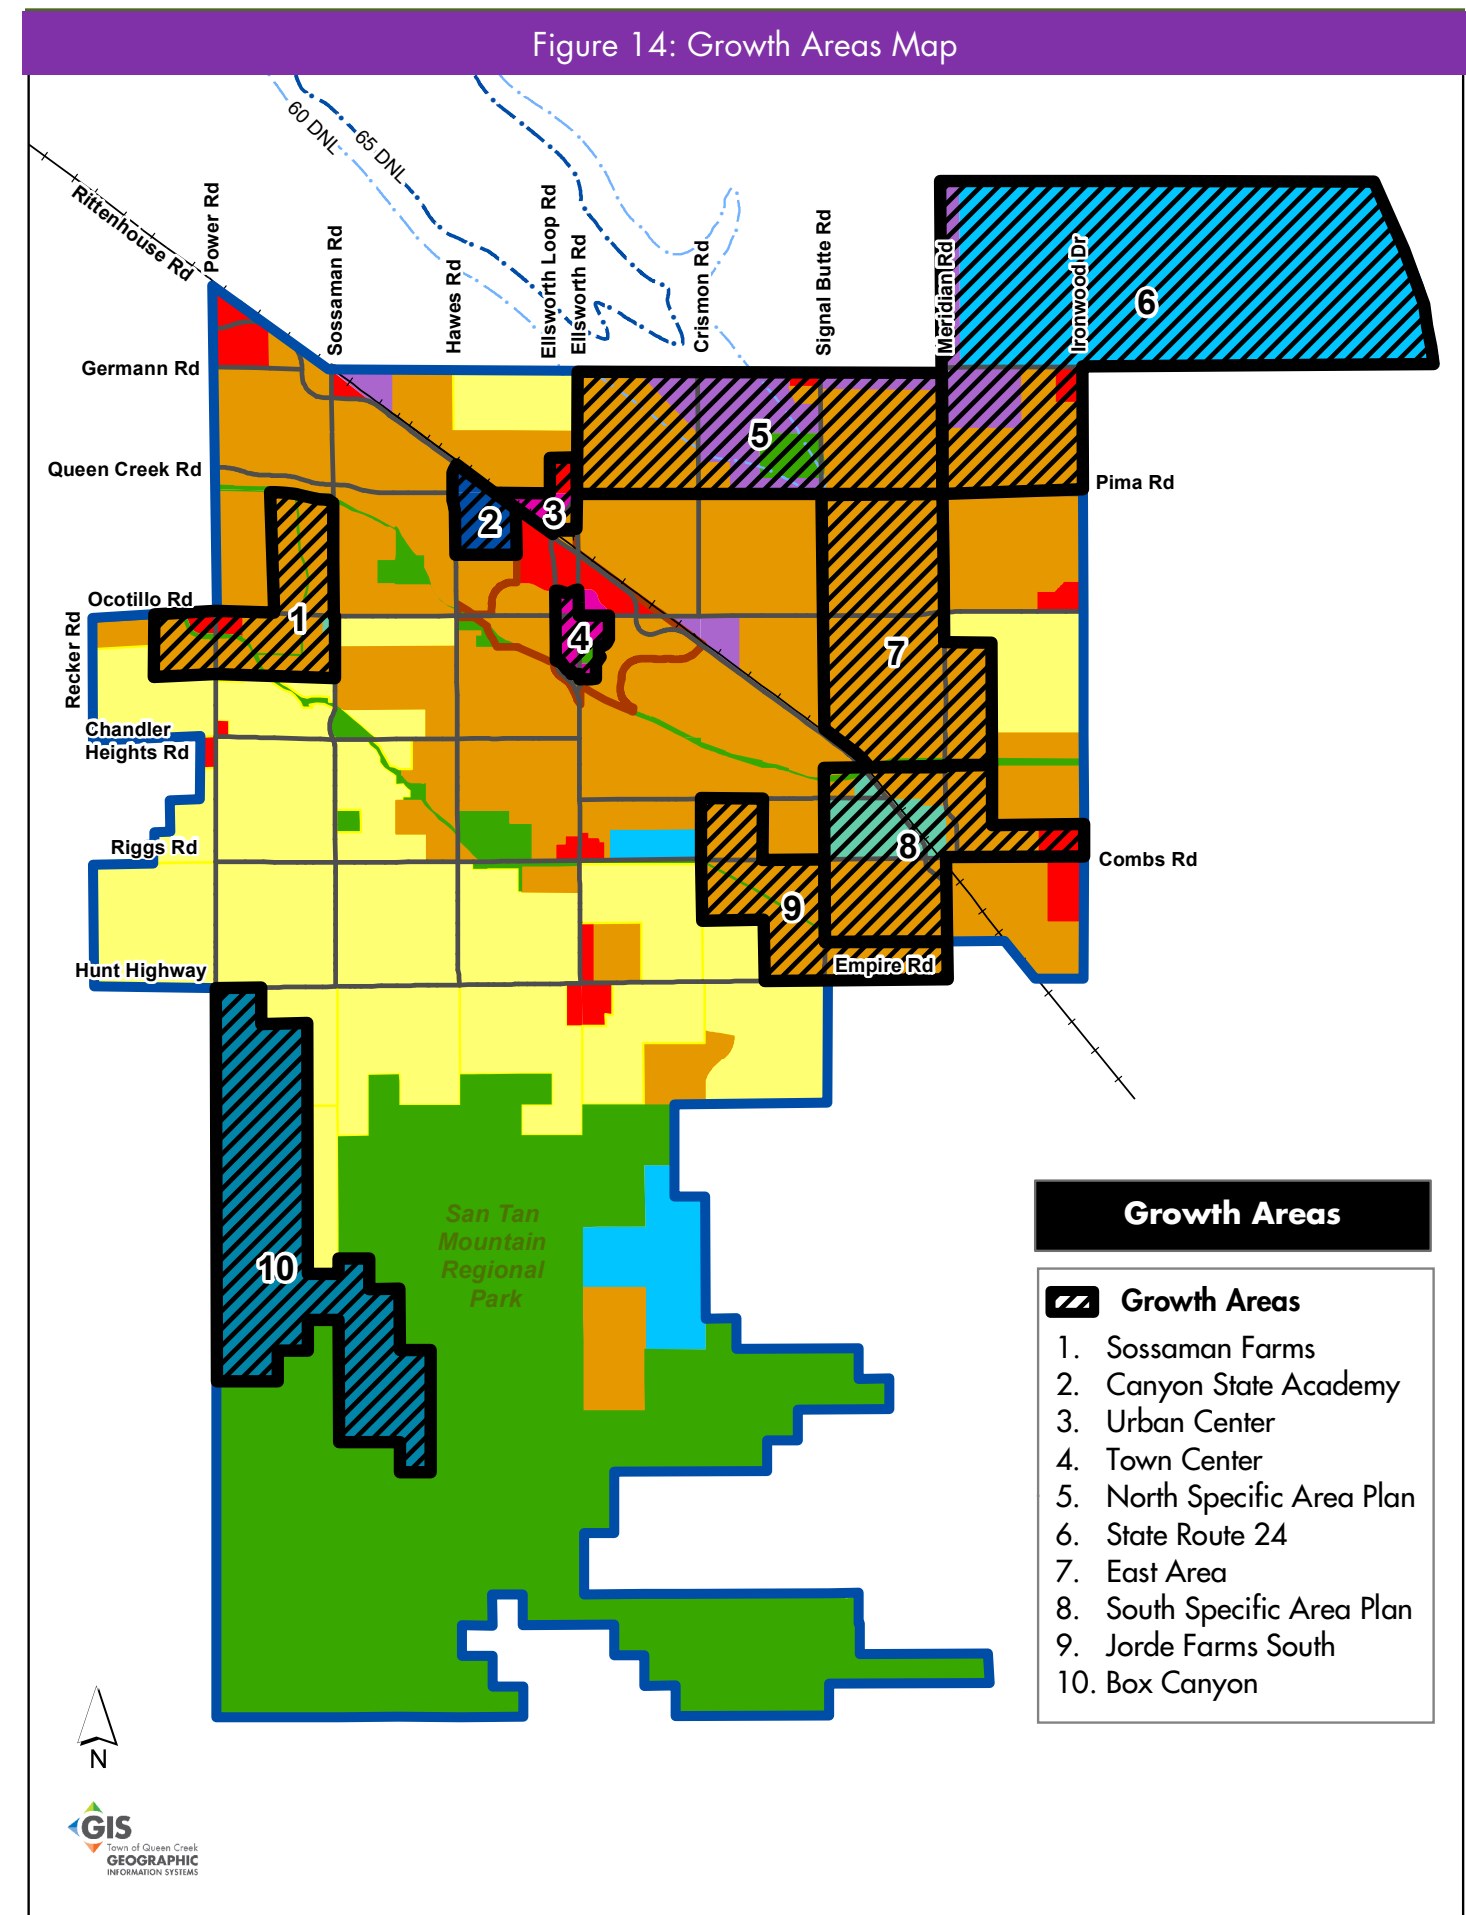 Figure 14: Growth Areas Map
60 DNL
65 DNL
Rittenhouse Rd
Power Rd
Sossaman Rd
Hawes Rd
Ellsworth Loop Rd
Ellsworth Rd
Crismon Rd
Signal Butte Rd
Meridian Rd
Ironwood Dr
6
Germann Rd
5
Queen Creek Rd
Pima Rd
2
3
Ocotillo Rd
1
4
7
Recker Rd
Chandler
Heights Rd
Riggs Rd
8
Combs Rd
9
Hunt Highway
Empire Rd
San Tan
Mountain
Regional
Park
10
Growth Areas
Growth Areas
1. Sossaman Farms
2. Canyon State Academy
3. Urban Center
4. Town Center
5. North Specific Area Plan
6. State Route 24
7. East Area
8. South Specific Area Plan
9. Jorde Farms South
10. Box Canyon
N
GIS
Town of Queen Creek
GEOGRAPHIC
INFORMATION SYSTEMS